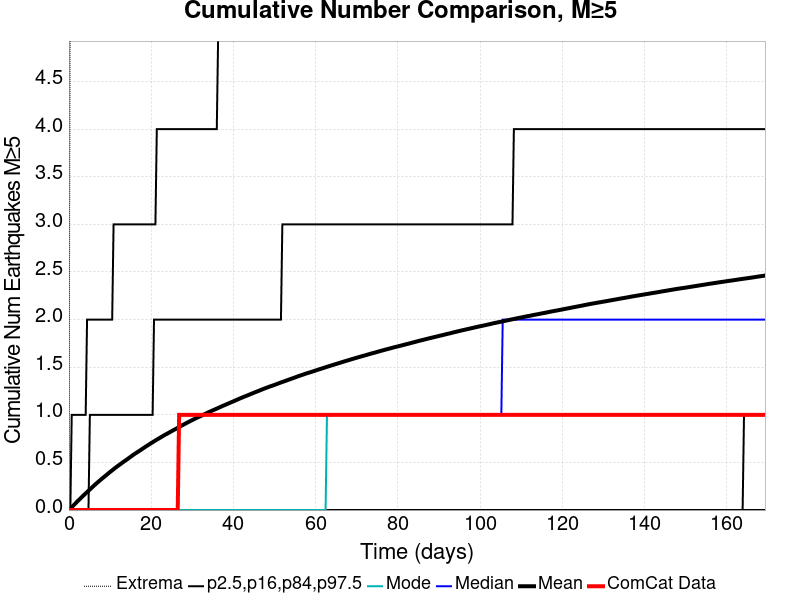 Cumulative Number Comparison, M≥5
Cumulative Num Earthquakes M≥5
4.5
4.0
3.5
3.0
2.5
2.0
1.5
1.0
0.5
0.0
0 20 40 60 80 100 120 140 160
Time (days)
Extrema p2.5,p16,p84,p97.5 Mode Median Mean ComCat Data